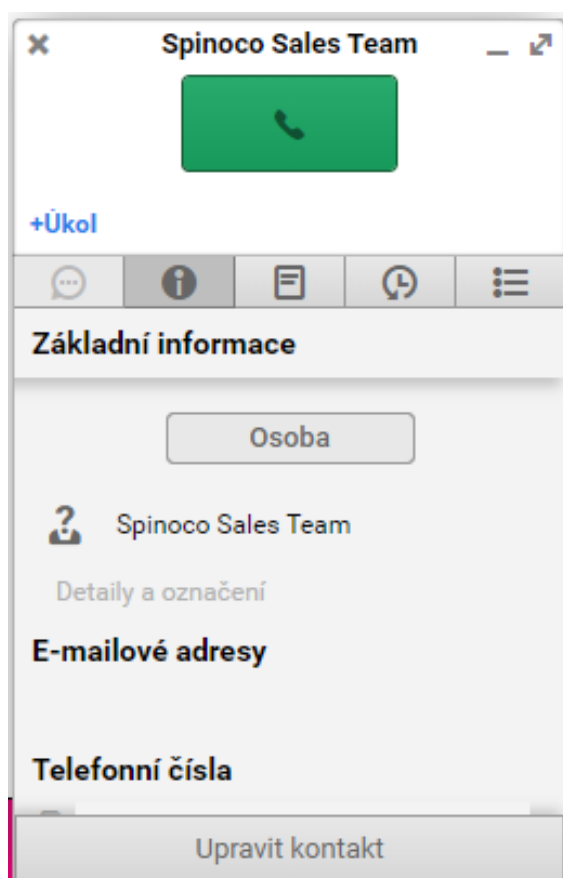 Spinoco Sales Team
+Úkol
Základní informace
Osoba
Spinoco Sales Team
Detaily a označení
E-mailové adresy
Telefonní čísla
Upravit kontakt